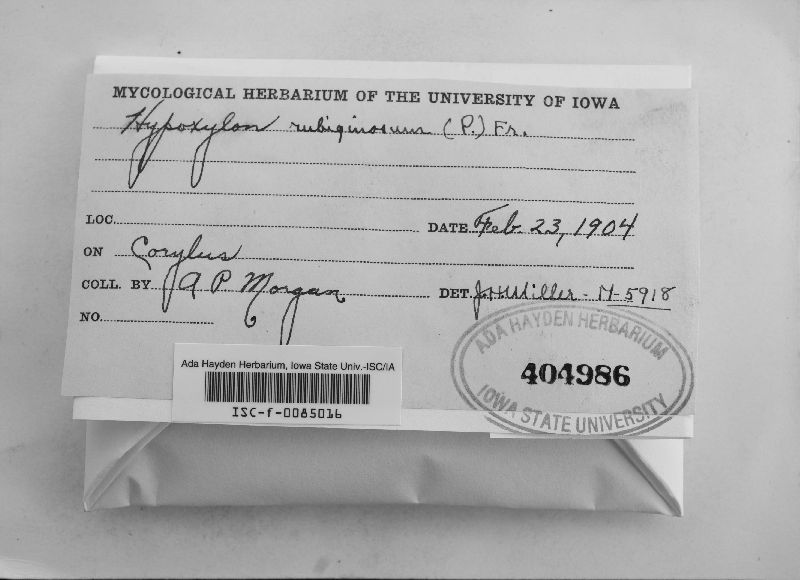 MYCOLOGICAL HERBARIUM OF THE UNIVERSITY OF IOWA
Hypoxylon rubiginosum (P.) Fr.
LOC. DATE Feb. 23, 1904
ON Corylus
COLL. BY A P Morgan DET. J.H. Miller - M-5918
NO.
ADA HAYDEN HERBARIUM
404986
IOWA STATE UNIVERSITY
Ada Hayden Herbarium, Iowa State Univ.-ISC/IA
ISC-f-0085016